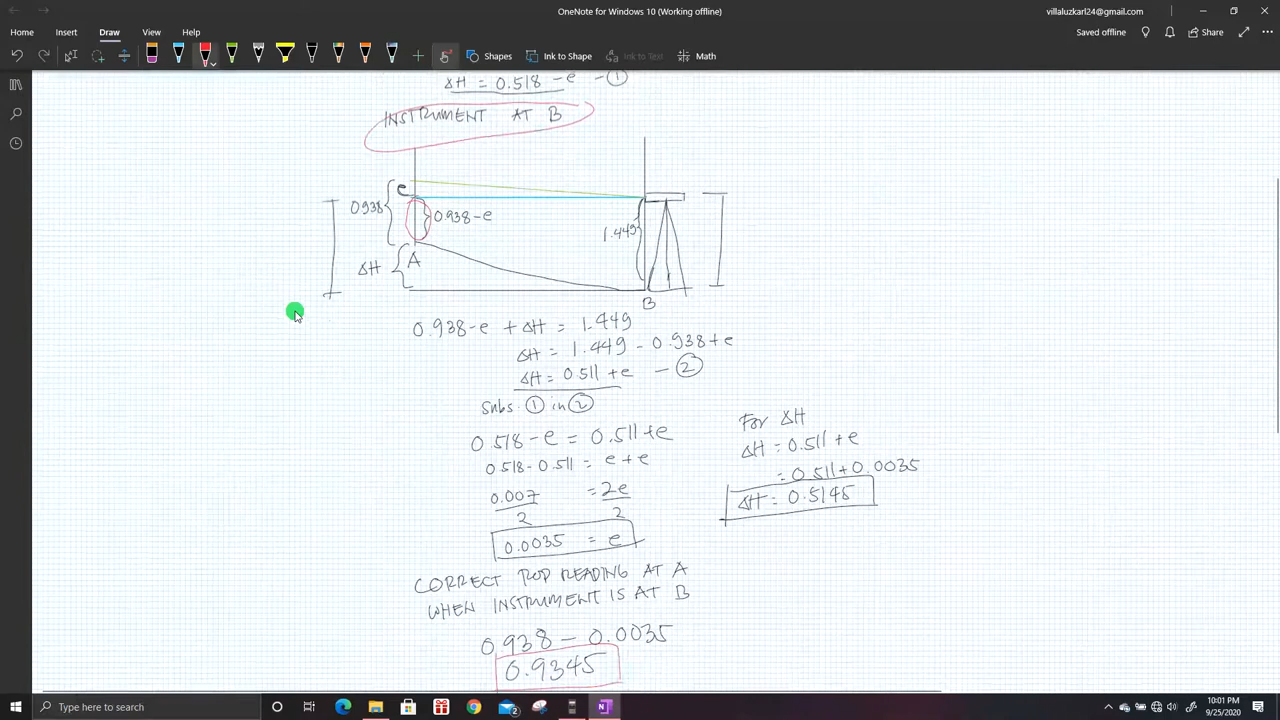 OneNote for Windows 10 (Working offline)
villaluzkarl24@gmail.com
Home
Insert
Draw
View
Help
Saved offline
Share
Shapes
Ink to Shape
Ink to Text
Math
ΔH = 0.518 - e - ①
INSTRUMENT AT B
e
0.938
0.938-e
1.449
A
ΔH
B
0.938-e + ΔH = 1.449
ΔH = 1.449 - 0.938+e
ΔH = 0.511 +e - ②
Subs. ① in ②
0.518 - e = 0.511+e
0.518-0.511 = e+e
0.007 = 2e
2 2
0.0035 = e
For ΔH
ΔH = 0.511 + e
= 0.511+0.0035
ΔH = 0.5145
CORRECT ROD READING AT A
WHEN INSTRUMENT IS AT B
0.938 - 0.0035
0.9345
Type here to search
2
10:01 PM
9/25/2020